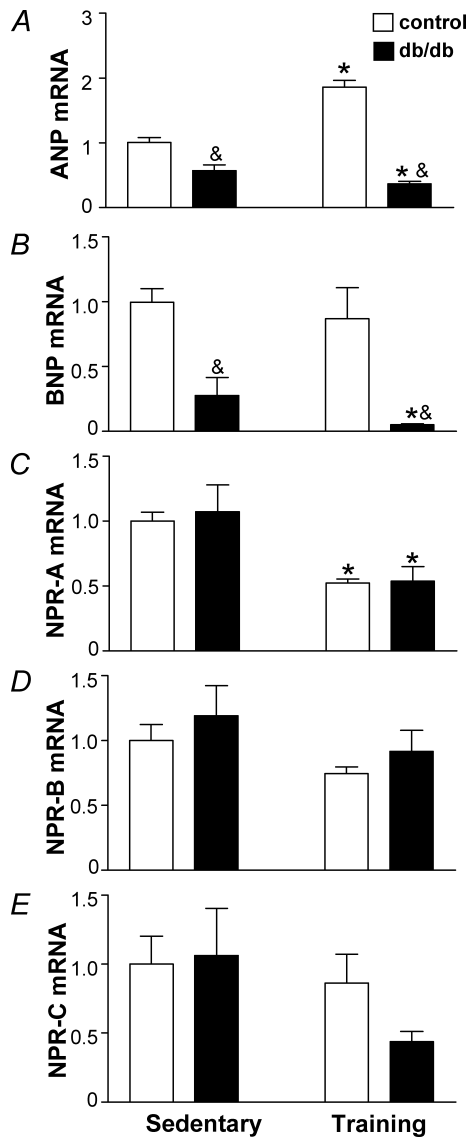 A
control
db/db
ANP mRNA
3
2
1
0
&
*
* &
B
BNP mRNA
1.5
1.0
0.5
0
&
*&
C
NPR-A mRNA
1.5
1.0
0.5
0
*
*
D
NPR-B mRNA
1.5
1.0
0.5
0
E
NPR-C mRNA
1.5
1.0
0.5
0
Sedentary
Training